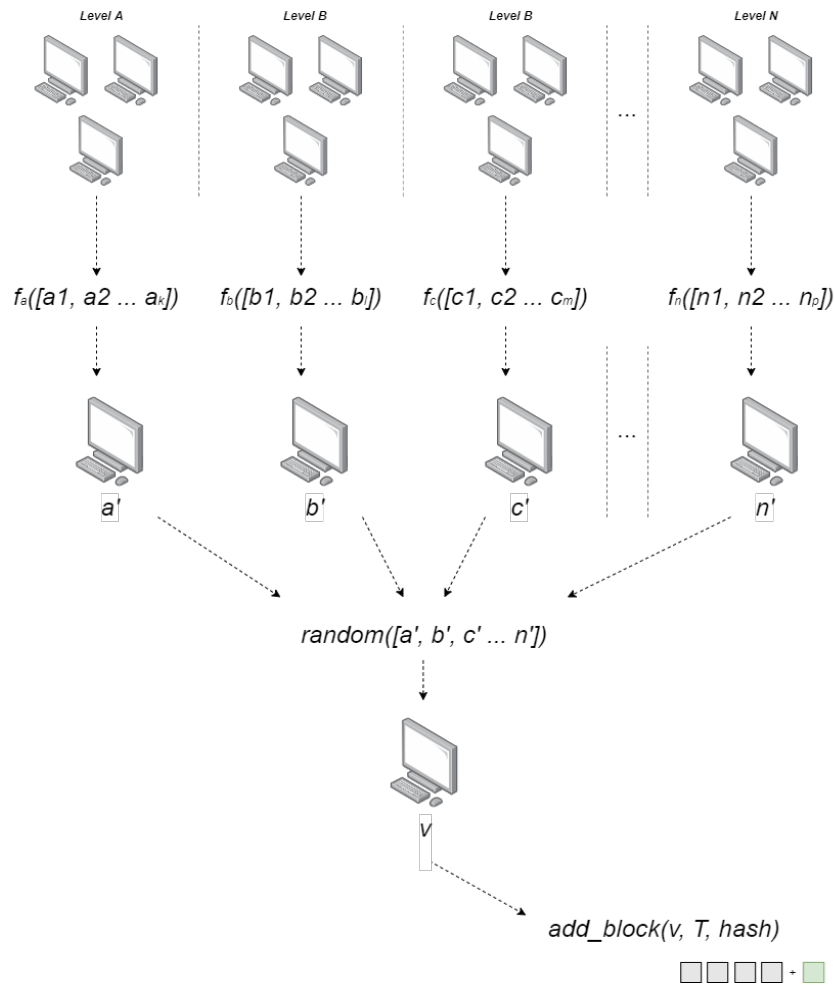 Level A Level B Level B Level N
...
fa([a1, a2 ... ak]) fb([b1, b2 ... bl]) fc([c1, c2 ... cm]) fn([n1, n2 ... np])
...
a' b' c' n'
random([a', b', c' ... n'])
v
add_block(v, T, hash)
+